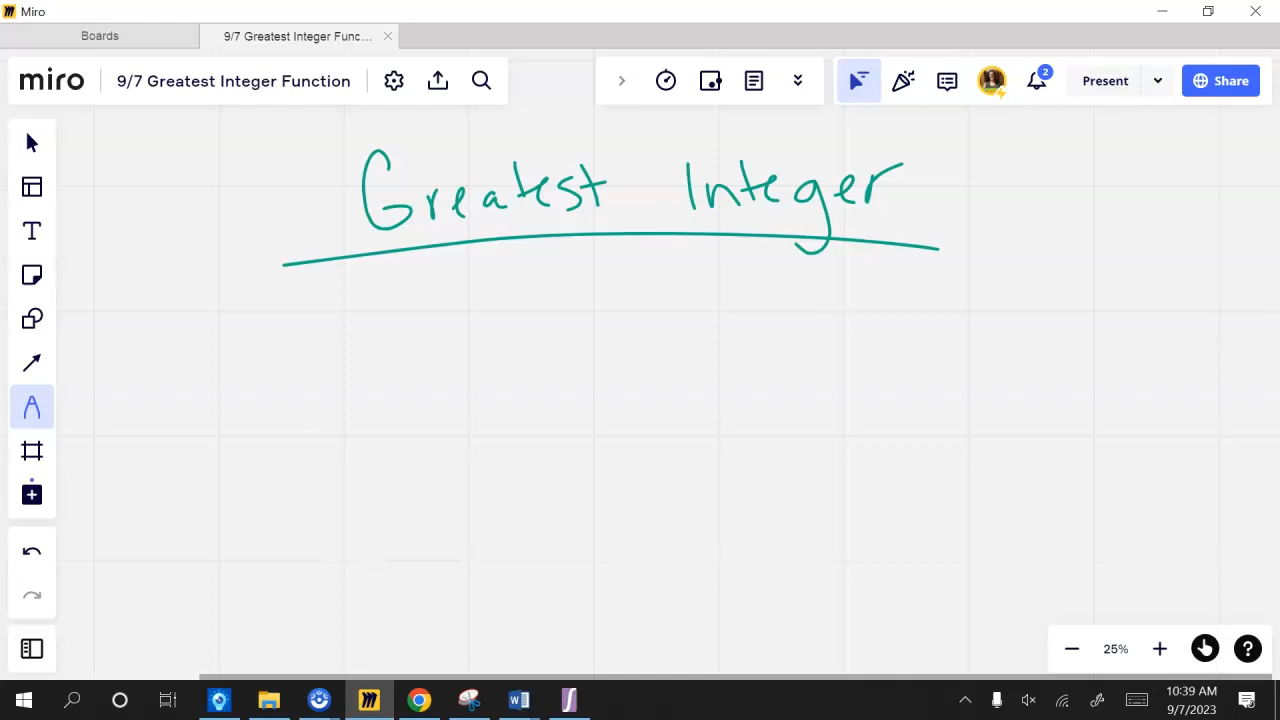 Miro
Boards
9/7 Greatest Integer Func...
miro
9/7 Greatest Integer Function
2
Present
Share
Greatest Integer
25%
10:39 AM
9/7/2023